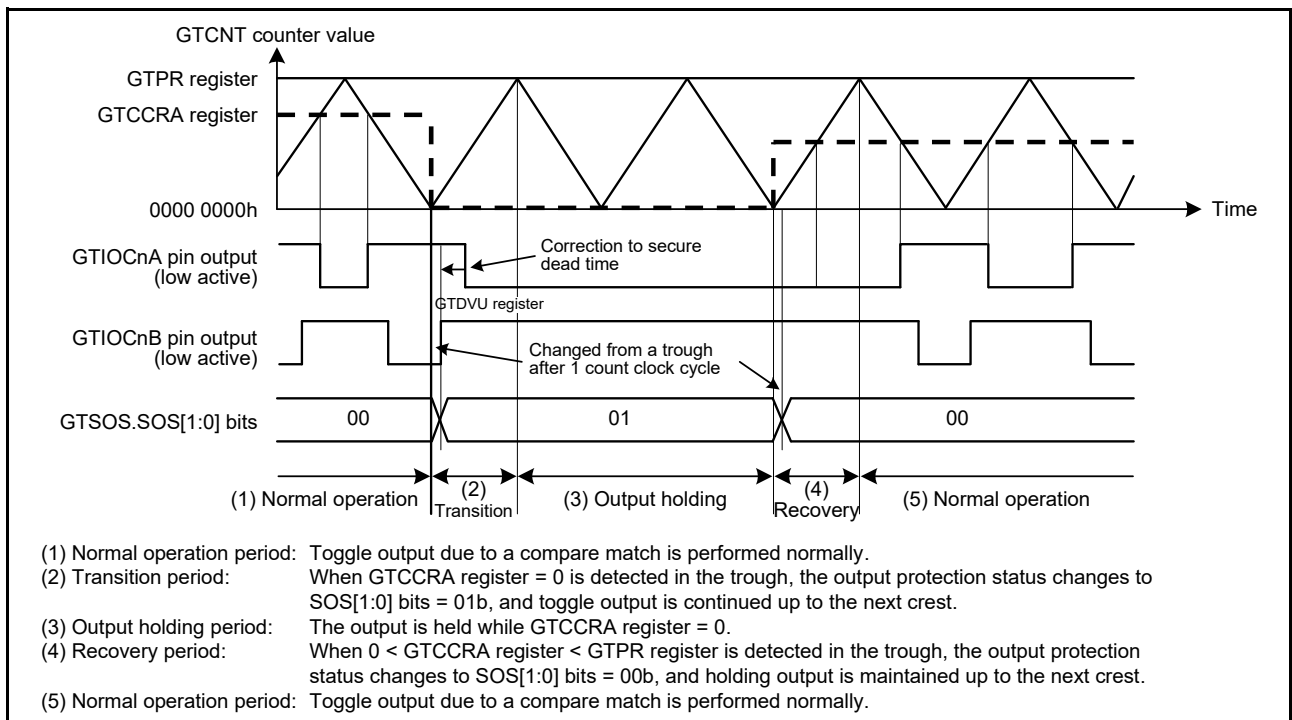 GTCNT counter value
GTPR register
GTCCRA register
0000 0000h
Time
GTIOCnA pin output
(low active)
Correction to secure
dead time
GTDVU register
GTIOCnB pin output
(low active)
Changed from a trough
after 1 count clock cycle
GTSOS.SOS[1:0] bits
00
01
00
(1) Normal operation
(2)
Transition
(3) Output holding
(4)
Recovery
(5) Normal operation
(1) Normal operation period: Toggle output due to a compare match is performed normally.
(2) Transition period: When GTCCRA register = 0 is detected in the trough, the output protection status changes to
SOS[1:0] bits = 01b, and toggle output is continued up to the next crest.
(3) Output holding period: The output is held while GTCCRA register = 0.
(4) Recovery period: When 0 < GTCCRA register < GTPR register is detected in the trough, the output protection
status changes to SOS[1:0] bits = 00b, and holding output is maintained up to the next crest.
(5) Normal operation period: Toggle output due to a compare match is performed normally.